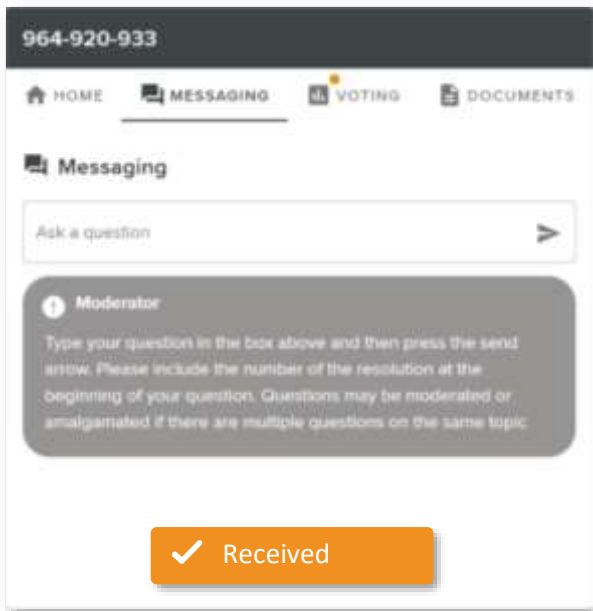 964-920-933
HOME MESSAGING VOTING DOCUMENTS
Messaging
Ask a question
Moderator
Type your question in the box above and then press the send
arrow. Please include the number of the resolution at the
beginning of your question. Questions may be moderated or
amalgamated if there are multiple questions on the same topic
Received